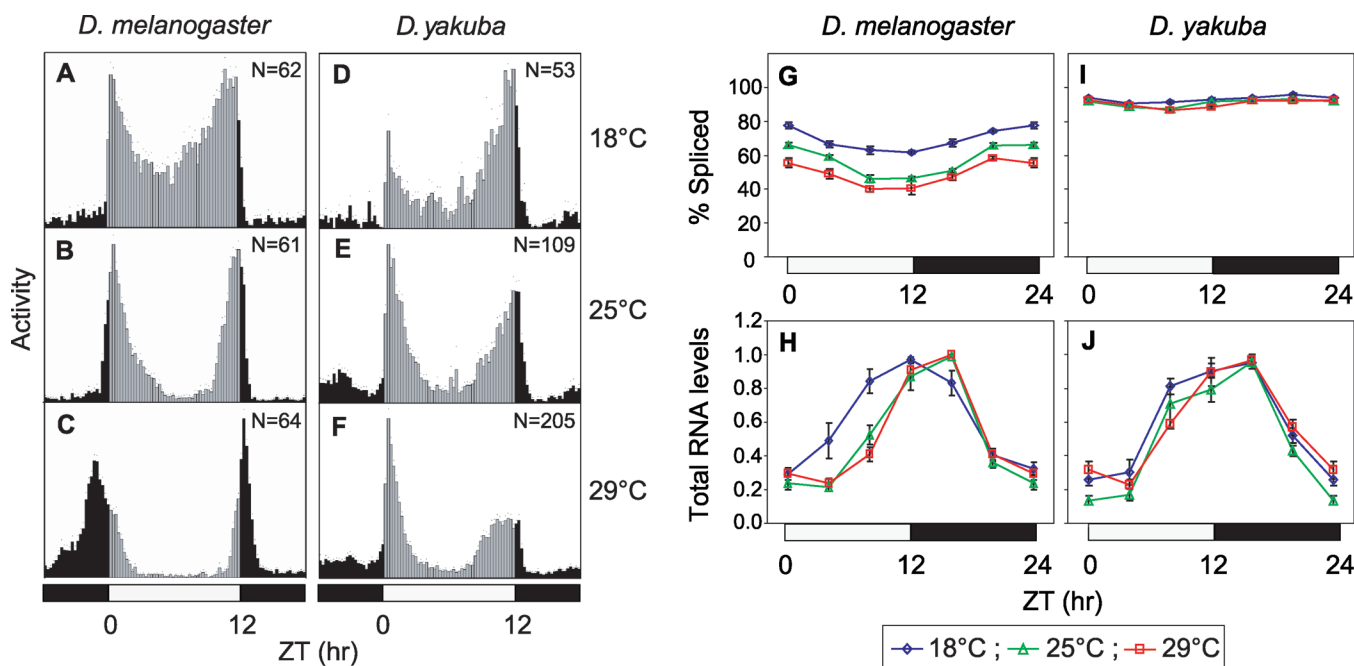 D. melanogaster
D. yakuba
A
N=62
D
N=53
18°C
B
N=61
E
N=109
25°C
C
N=64
F
N=205
29°C
Activity
0
12
0
12
ZT (hr)
ZT (hr)
D. melanogaster
D. yakuba
G
I
% Spliced
100
80
60
40
20
0
0
12
24
0
12
24
H
J
Total RNA levels
1.2
1.0
0.8
0.6
0.4
0.2
0.0
0
12
24
0
12
24
ZT (hr)
18°C ; 25°C ; 29°C